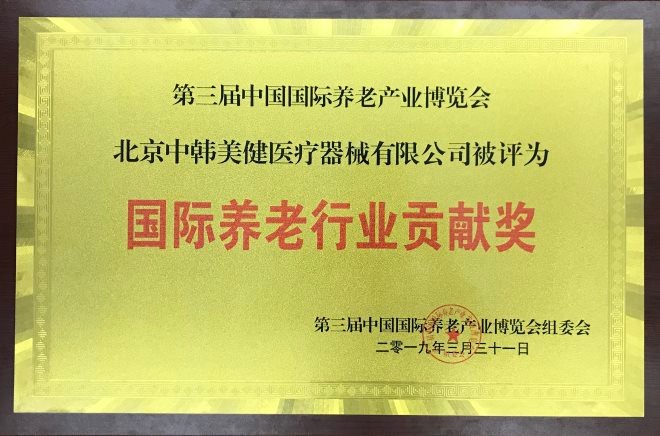 第三届中国国际养老产业博览会
北京中韩美健医疗器械有限公司被评为
国际养老行业贡献奖
第三届中国国际养老产业博览会组委会
二零一九年三月三十一日